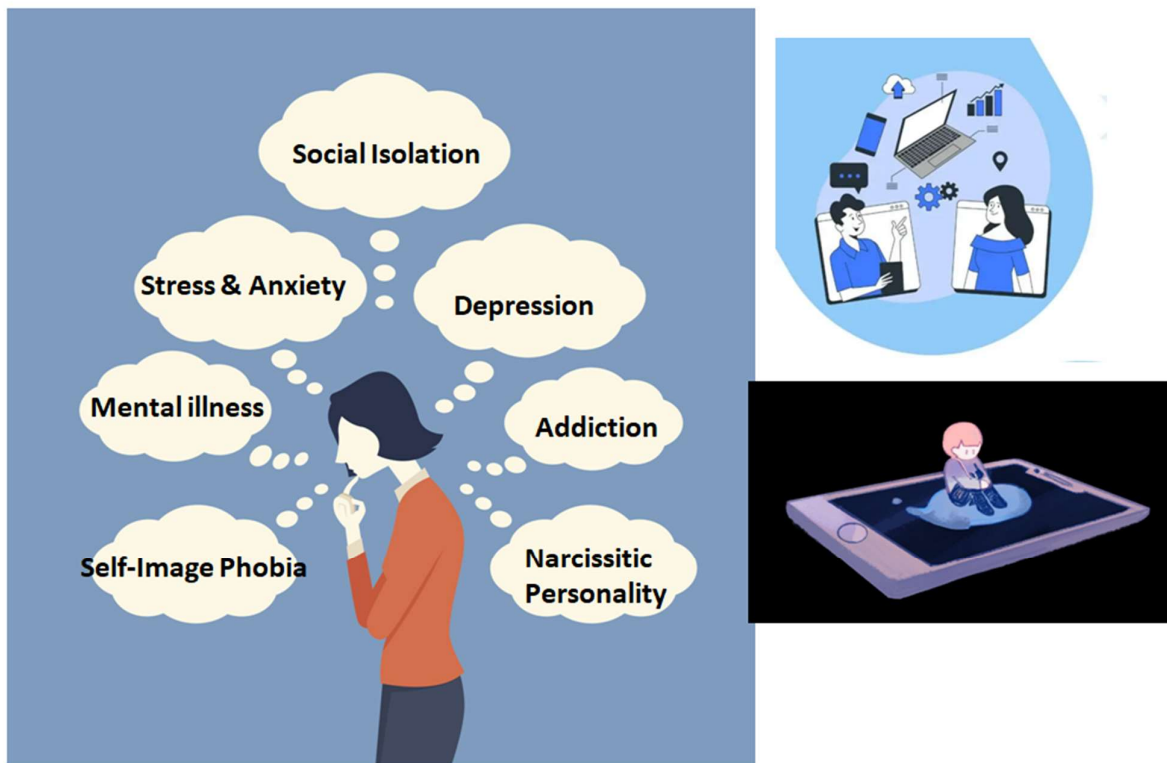 Social Isolation
Stress & Anxiety
Depression
Mental illness
Addiction
Self-Image Phobia
Narcissitic
Personality